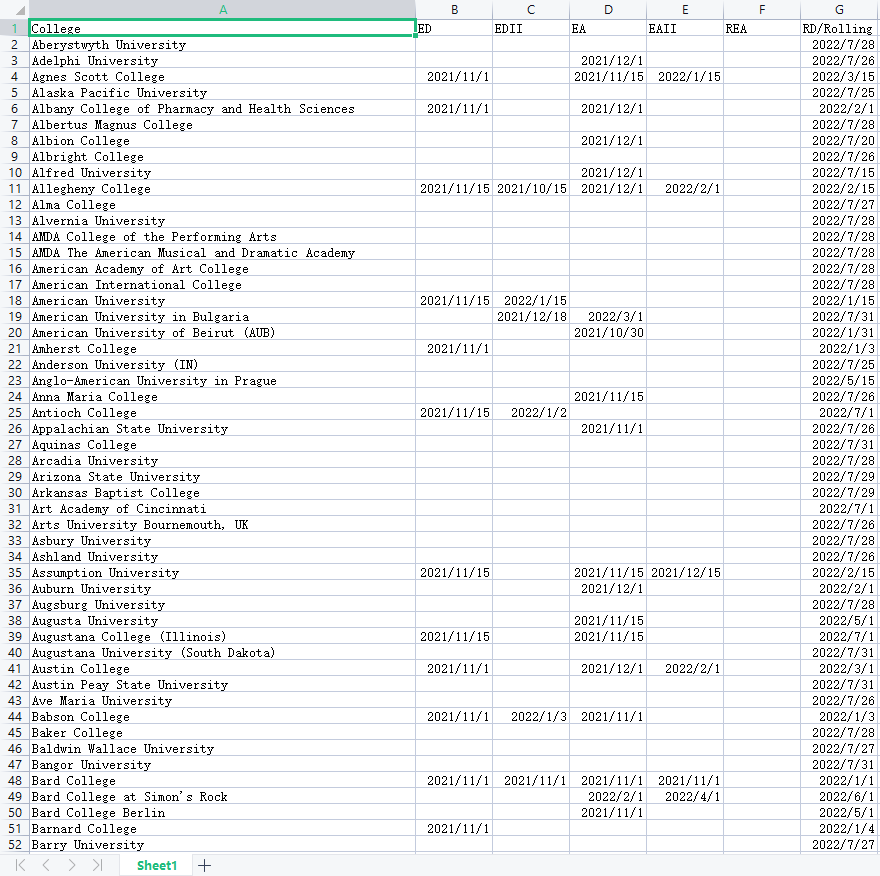 A B C D E F G
1 College ED EDII EA EAII REA RD/Rolling
2 Aberystwyth University 2022/7/28
3 Adelphi University 2021/12/1 2022/7/26
4 Agnes Scott College 2021/11/1 2021/11/15 2022/1/15 2022/3/15
5 Alaska Pacific University 2022/7/25
6 Albany College of Pharmacy and Health Sciences 2021/11/1 2021/12/1 2022/2/1
7 Albertus Magnus College 2022/7/28
8 Albion College 2021/12/1 2022/7/20
9 Albright College 2022/7/26
10 Alfred University 2021/12/1 2022/7/15
11 Allegheny College 2021/11/15 2021/10/15 2021/12/1 2022/2/1 2022/2/15
12 Alma College 2022/7/27
13 Alvernia University 2022/7/28
14 AMDA College of the Performing Arts 2022/7/28
15 AMDA The American Musical and Dramatic Academy 2022/7/28
16 American Academy of Art College 2022/7/28
17 American International College 2022/7/28
18 American University 2021/11/15 2022/1/15 2022/1/15
19 American University in Bulgaria 2021/12/18 2022/3/1 2022/7/31
20 American University of Beirut (AUB) 2021/10/30 2022/1/31
21 Amherst College 2021/11/1 2022/1/3
22 Anderson University (IN) 2022/7/25
23 Anglo-American University in Prague 2022/5/15
24 Anna Maria College 2021/11/15 2022/7/26
25 Antioch College 2021/11/15 2022/1/2 2022/7/1
26 Appalachian State University 2021/11/1 2022/7/26
27 Aquinas College 2022/7/31
28 Arcadia University 2022/7/28
29 Arizona State University 2022/7/29
30 Arkansas Baptist College 2022/7/29
31 Art Academy of Cincinnati 2022/7/1
32 Arts University Bournemouth, UK 2022/7/26
33 Asbury University 2022/7/28
34 Ashland University 2022/7/26
35 Assumption University 2021/11/15 2021/11/15 2021/12/15 2022/2/15
36 Auburn University 2021/12/1 2022/2/1
37 Augsburg University 2022/7/28
38 Augusta University 2021/11/15 2022/5/1
39 Augustana College (Illinois) 2021/11/15 2021/11/15 2022/7/1
40 Augustana University (South Dakota) 2022/7/31
41 Austin College 2021/11/1 2021/12/1 2022/2/1 2022/3/1
42 Austin Peay State University 2022/7/31
43 Ave Maria University 2022/7/26
44 Babson College 2021/11/1 2022/1/3 2021/11/1 2022/1/3
45 Baker College 2022/7/28
46 Baldwin Wallace University 2022/7/27
47 Bangor University 2022/7/31
48 Bard College 2021/11/1 2021/11/1 2021/11/1 2021/11/1 2022/1/1
49 Bard College at Simon's Rock 2022/2/1 2022/4/1 2022/6/1
50 Bard College Berlin 2021/11/1 2022/5/1
51 Barnard College 2021/11/1 2022/1/4
52 Barry University 2022/7/27
Sheet1